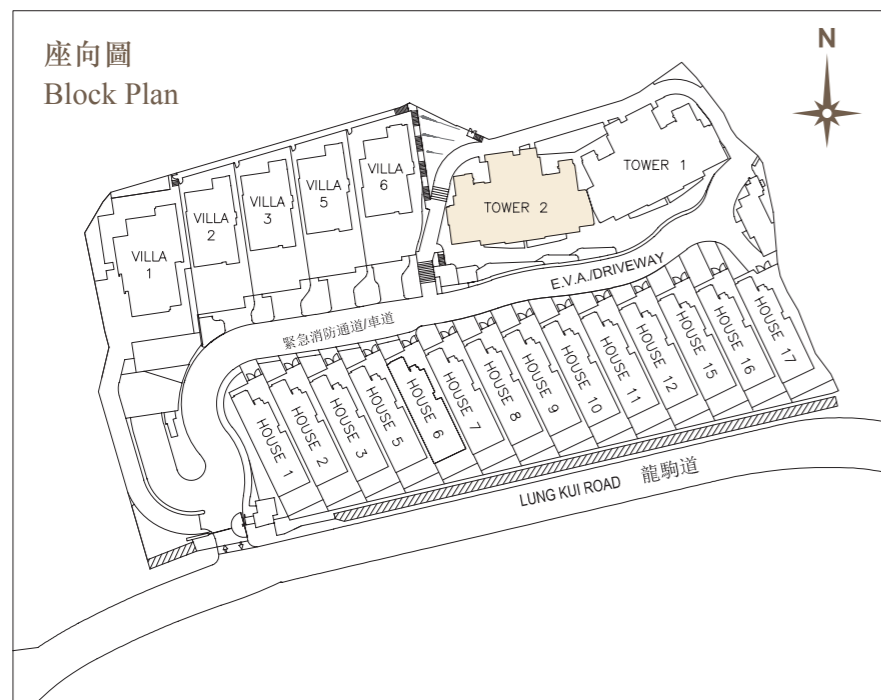 座向圖
Block Plan
N
VILLA
1
VILLA
2
VILLA
3
VILLA
5
VILLA
6
TOWER 2
TOWER 1
E.V.A./DRIVEWAY
緊急消防通道/車道
HOUSE 1
HOUSE 2
HOUSE 3
HOUSE 5
HOUSE 6
HOUSE 7
HOUSE 8
HOUSE 9
HOUSE 10
HOUSE 11
HOUSE 12
HOUSE 15
HOUSE 16
HOUSE 17
LUNG KUI ROAD 龍駒道